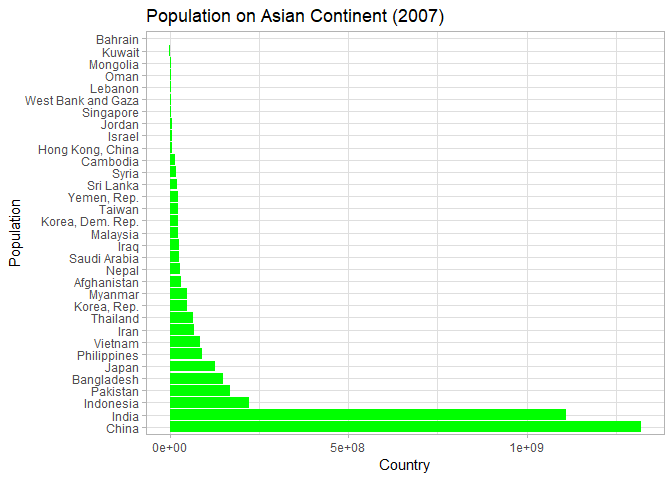 Population on Asian Continent (2007)
Bahrain
Kuwait
Mongolia
Oman
Lebanon
West Bank and Gaza
Singapore
Jordan
Israel
Hong Kong, China
Cambodia
Syria
Sri Lanka
Yemen, Rep.
Taiwan
Korea, Dem. Rep.
Malaysia
Iraq
Saudi Arabia
Nepal
Afghanistan
Myanmar
Korea, Rep.
Thailand
Iran
Vietnam
Philippines
Japan
Bangladesh
Pakistan
Indonesia
India
China
Population
0e+00 5e+08 1e+09
Country